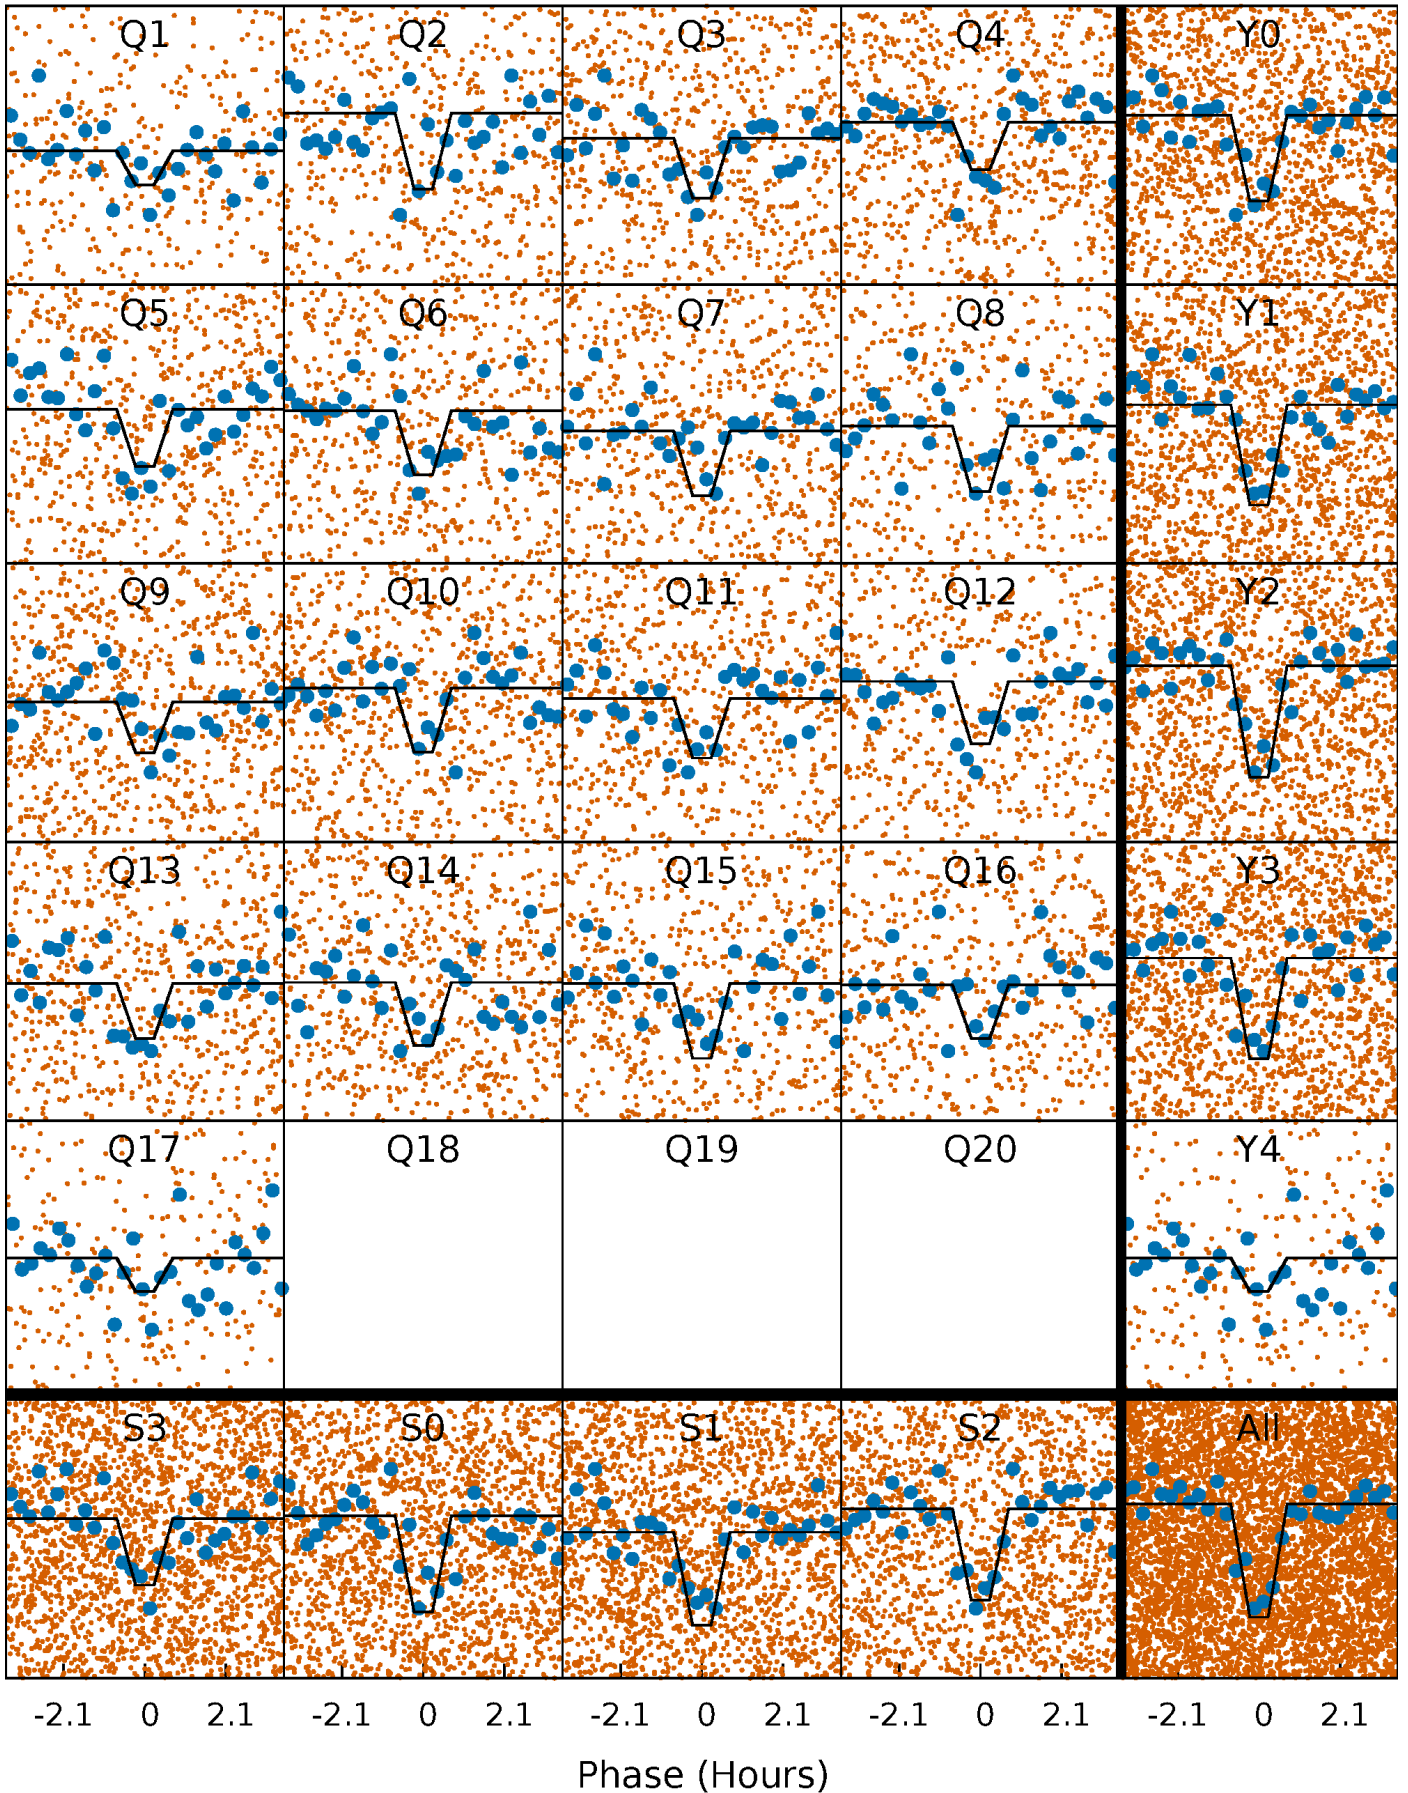 Q1 Q2 Q3 Q4 Y0
Q5 Q6 Q7 Q8 Y1
Q9 Q10 Q11 Q12 Y2
Q13 Q14 Q15 Q16 Y3
Q17 Q18 Q19 Q20 Y4
S3 S0 S1 S2 All
-2.1 0 2.1 -2.1 0 2.1 -2.1 0 2.1 -2.1 0 2.1 -2.1 0 2.1
Phase (Hours)